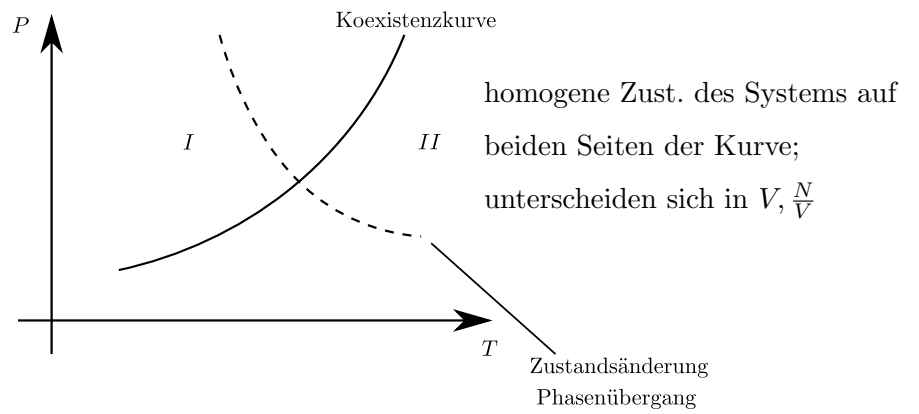 P
Koexistenzkurve
I
II
T
homogene Zust. des Systems auf
beiden Seiten der Kurve;
unterscheiden sich in V, N/V
Zustandsänderung
Phasenübergang